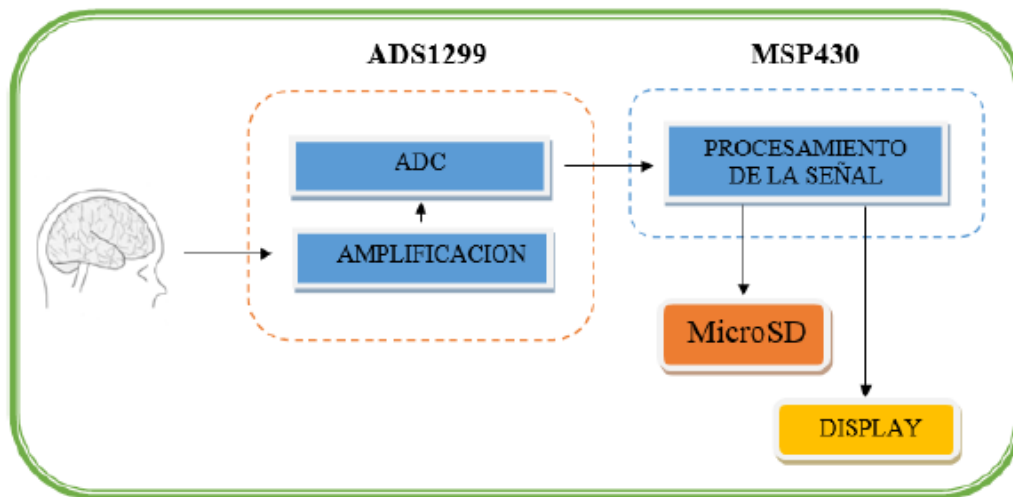 ADS1299
MSP430
ADC
PROCESAMIENTO
DE LA SEÑAL
AMPLIFICACION
MicroSD
DISPLAY